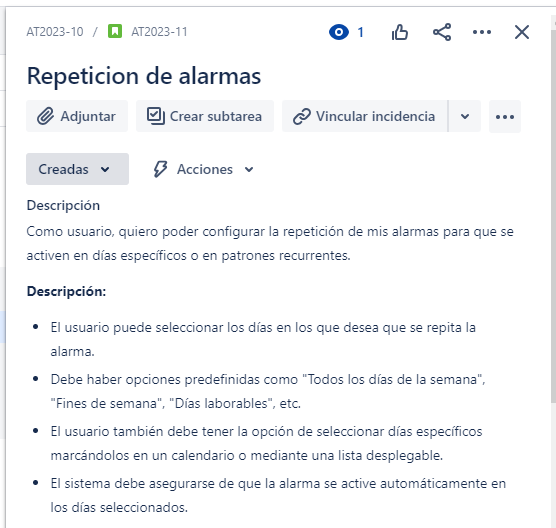 AT2023-10 / AT2023-11
1
Repeticion de alarmas
Adjuntar
Crear subtarea
Vincular incidencia
Creadas
Acciones
Descripción
Como usuario, quiero poder configurar la repetición de mis alarmas para que se
activen en días específicos o en patrones recurrentes.
Descripción:
• El usuario puede seleccionar los días en los que desea que se repita la
alarma.
• Debe haber opciones predefinidas como "Todos los días de la semana",
"Fines de semana", "Días laborables", etc.
• El usuario también debe tener la opción de seleccionar días específicos
marcándolos en un calendario o mediante una lista desplegable.
• El sistema debe asegurarse de que la alarma se active automáticamente en
los días seleccionados.